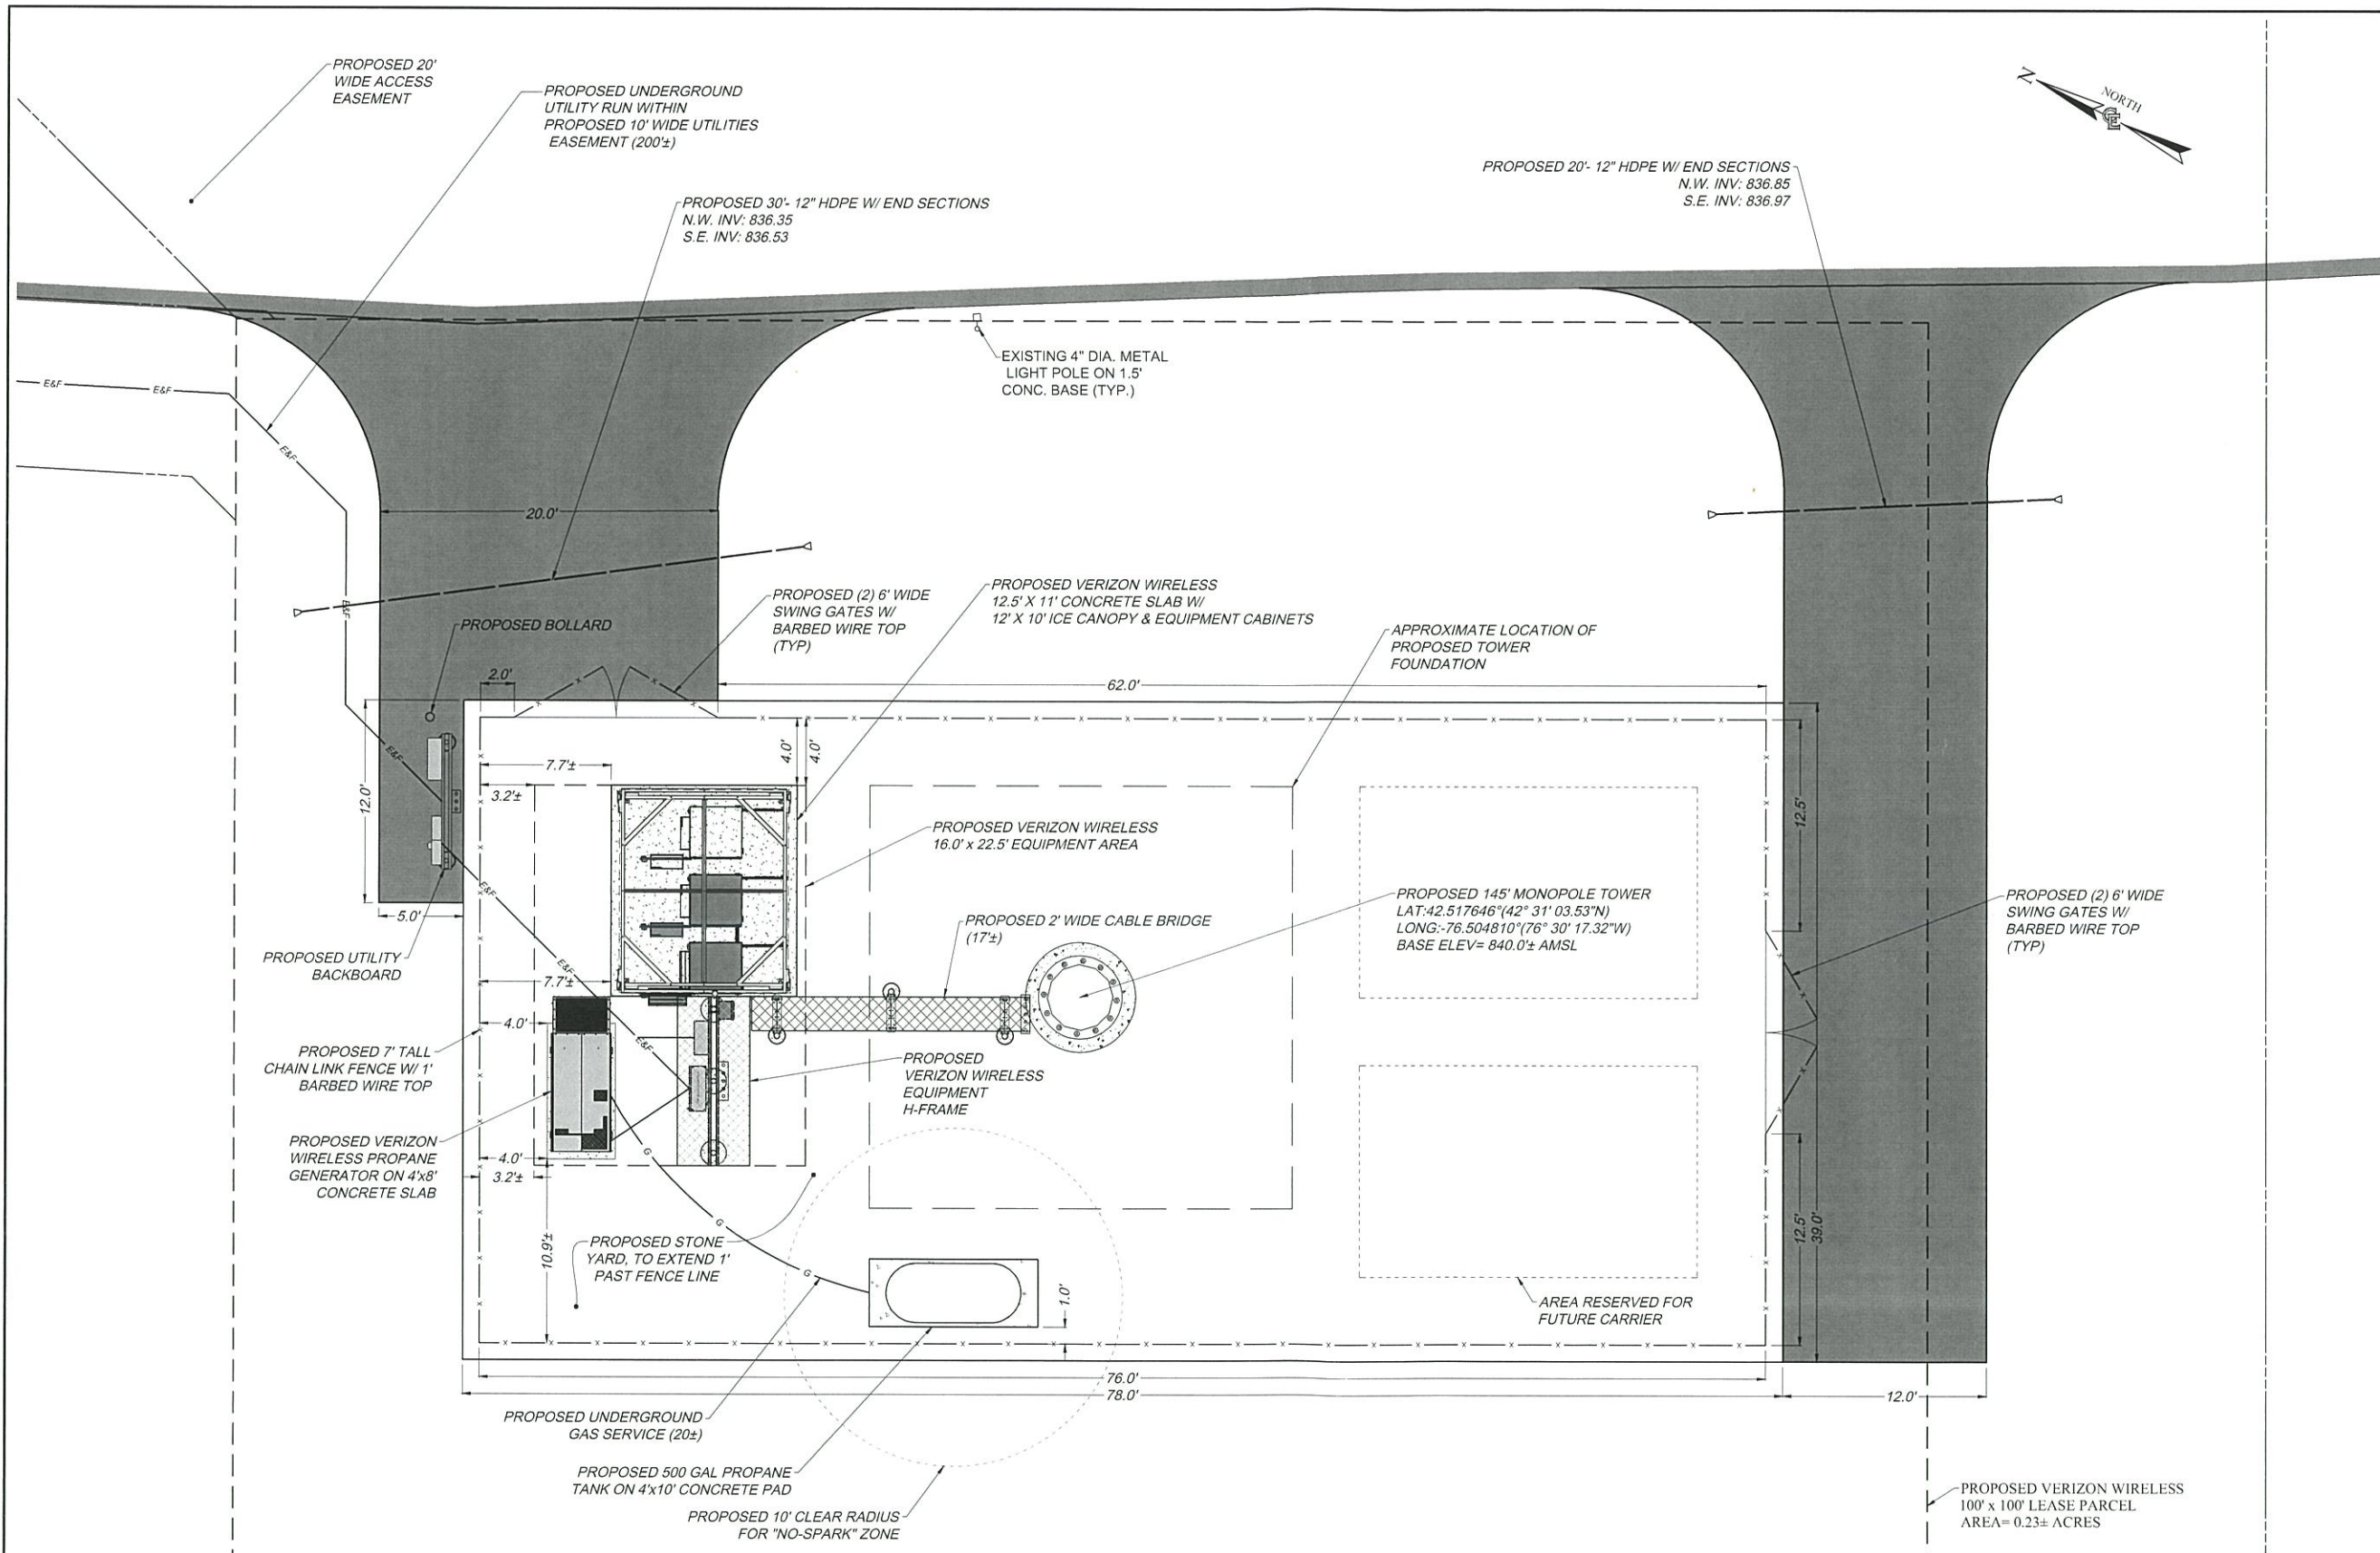 PROPOSED 20'
WIDE ACCESS
EASEMENT
PROPOSED UNDERGROUND
UTILITY RUN WITHIN
PROPOSED 10' WIDE UTILITIES
EASEMENT (200'±)
N
NORTH
CE
PROPOSED 30'- 12" HDPE W/ END SECTIONS
N.W. INV: 836.35
S.E. INV: 836.53
PROPOSED 20'- 12" HDPE W/ END SECTIONS
N.W. INV: 836.85
S.E. INV: 836.97
EXISTING 4" DIA. METAL
LIGHT POLE ON 1.5'
CONC. BASE (TYP.)
E&F
E&F
E&F
E&F
20.0'
PROPOSED BOLLARD
PROPOSED (2) 6' WIDE
SWING GATES W/
BARBED WIRE TOP
(TYP)
PROPOSED VERIZON WIRELESS
12.5' X 11' CONCRETE SLAB W/
12' X 10' ICE CANOPY & EQUIPMENT CABINETS
APPROXIMATE LOCATION OF
PROPOSED TOWER
FOUNDATION
2.0'
62.0'
4.0'
4.0'
7.7'±
3.2'±
12.0'
E&F
12.5'
PROPOSED VERIZON WIRELESS
16.0' x 22.5' EQUIPMENT AREA
E&F
5.0'
PROPOSED 2' WIDE CABLE BRIDGE
(17'±)
PROPOSED 145' MONOPOLE TOWER
LAT:42.517646°(42° 31' 03.53"N)
LONG:-76.504810°(76° 30' 17.32"W)
BASE ELEV= 840.0'± AMSL
PROPOSED (2) 6' WIDE
SWING GATES W/
BARBED WIRE TOP
(TYP)
PROPOSED UTILITY
BACKBOARD
E&F
7.7'±
4.0'
E&F
PROPOSED 7' TALL
CHAIN LINK FENCE W/ 1'
BARBED WIRE TOP
PROPOSED
VERIZON WIRELESS
EQUIPMENT
H-FRAME
PROPOSED VERIZON
WIRELESS PROPANE
GENERATOR ON 4'x8'
CONCRETE SLAB
4.0'
3.2'±
G
G
G
10.9'±
PROPOSED STONE
YARD, TO EXTEND 1'
PAST FENCE LINE
1.0'
12.5'
39.0'
AREA RESERVED FOR
FUTURE CARRIER
76.0'
78.0'
12.0'
PROPOSED UNDERGROUND
GAS SERVICE (20±)
PROPOSED 500 GAL PROPANE
TANK ON 4'x10' CONCRETE PAD
PROPOSED 10' CLEAR RADIUS
FOR "NO-SPARK" ZONE
PROPOSED VERIZON WIRELESS
100' x 100' LEASE PARCEL
AREA= 0.23± ACRES